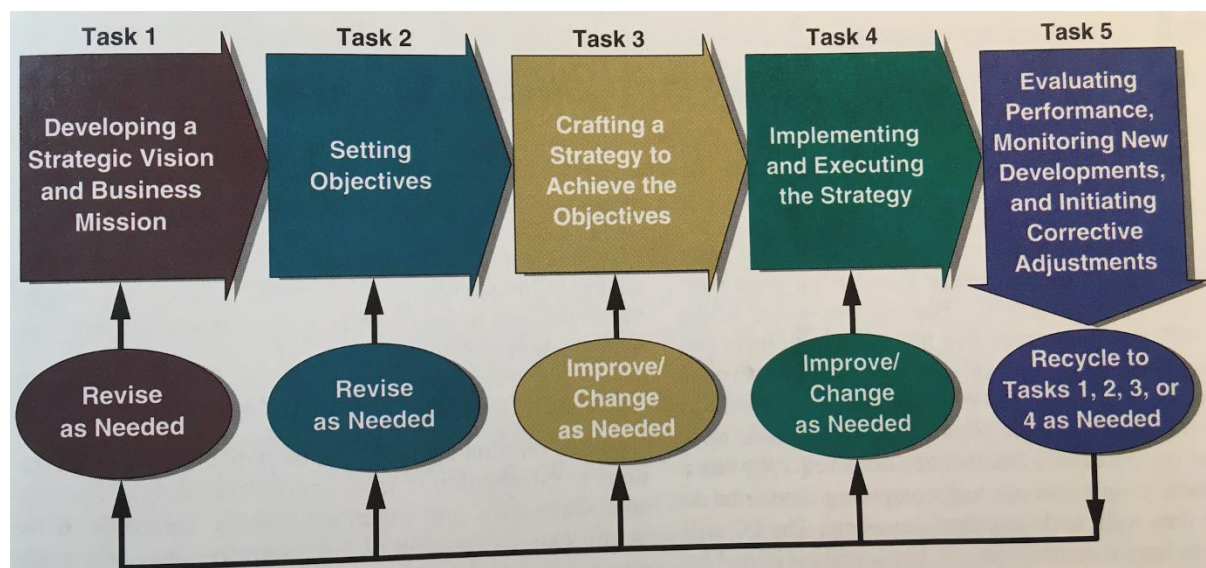 Task 1
Developing a
Strategic Vision
and Business
Mission
Task 2
Setting
Objectives
Task 3
Crafting a
Strategy to
Achieve the
Objectives
Task 4
Implementing
and Executing
the Strategy
Task 5
Evaluating
Performance,
Monitoring New
Developments,
and Initiating
Corrective
Adjustments
Revise
as Needed
Revise
as Needed
Improve/
Change
as Needed
Improve/
Change
as Needed
Recycle to
Tasks 1, 2, 3, or
4 as Needed